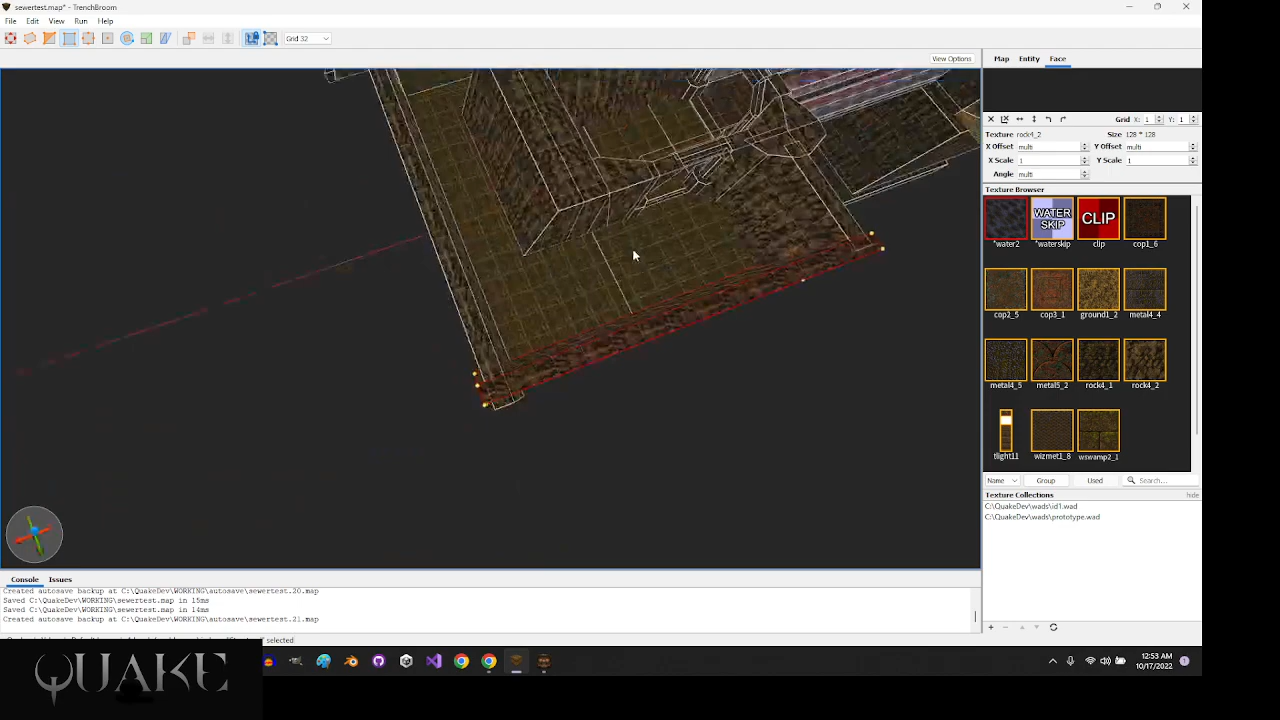 sewertest.map* - TrenchBroom
File Edit View Run Help
Grid 32
View Options
Map Entity Face
Grid X: 1 Y: 1
Texture rock4_2 Size 128 * 128
X Offset multi Y Offset multi
X Scale 1 Y Scale 1
Angle multi
Texture Browser
WATER SKIP CLIP
*water2 *waterskip clip cop1_6
cop2_5 cop3_1 ground1_2 metal4_4
metal4_5 metal5_2 rock4_1 rock4_2
tlight11 wizmet1_8 wswamp2_1
Name Group Used Search...
Texture Collections hide
C:\QuakeDev\wads\id1.wad
C:\QuakeDev\wads\prototype.wad
Console Issues
Created autosave backup at C:\QuakeDev\WORKING\autosave\sewertest.20.map
Saved C:\QuakeDev\WORKING\sewertest.map in 15ms
Saved C:\QuakeDev\WORKING\sewertest.map in 14ms
Created autosave backup at C:\QuakeDev\WORKING\autosave\sewertest.21.map
selected
QUAKE
12:53 AM
10/17/2022
1